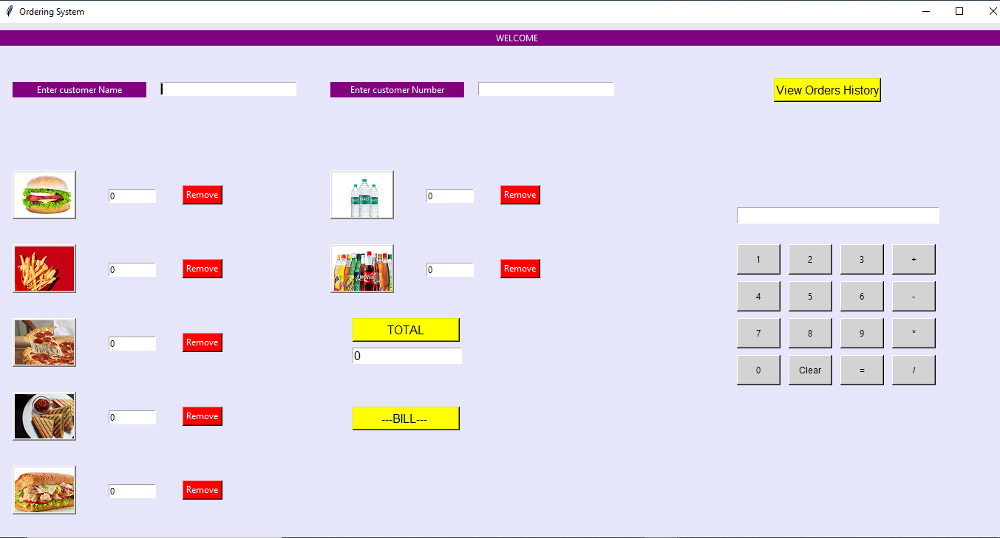 Ordering System
WELCOME
Enter customer Name
Enter customer Number
View Orders History
0 Remove
0 Remove
0 Remove
0 Remove
1 2 3 +
4 5 6 -
TOTAL
0 Remove
0
7 8 9 *
0 Clear = /
0 Remove
---BILL---
0 Remove